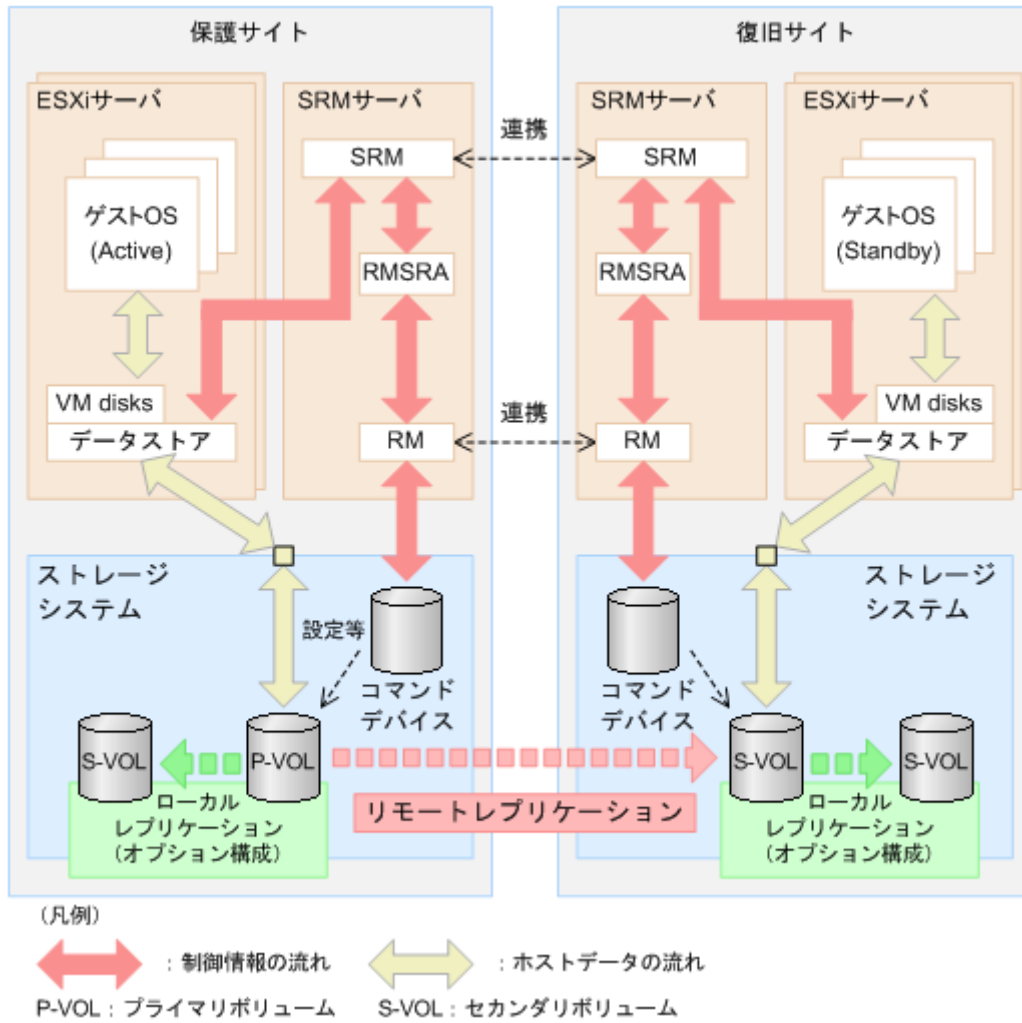 保護サイト
ESXiサーバ
SRMサーバ
SRM
ゲストOS
(Active)
RMSRA
VM disks
データストア
RM
連携
連携
復旧サイト
SRMサーバ
ESXiサーバ
SRM
ゲストOS
(Standby)
RMSRA
VM disks
RM
データストア
ストレージ
システム
設定等
コマンド
デバイス
S-VOL
P-VOL
ローカル
レプリケーション
(オプション構成)
リモートレプリケーション
ストレージ
システム
コマンド
デバイス
S-VOL
S-VOL
ローカル
レプリケーション
(オプション構成)
(凡例)
：制御情報の流れ
：ホストデータの流れ
P-VOL：プライマリボリューム
S-VOL：セカンダリボリューム